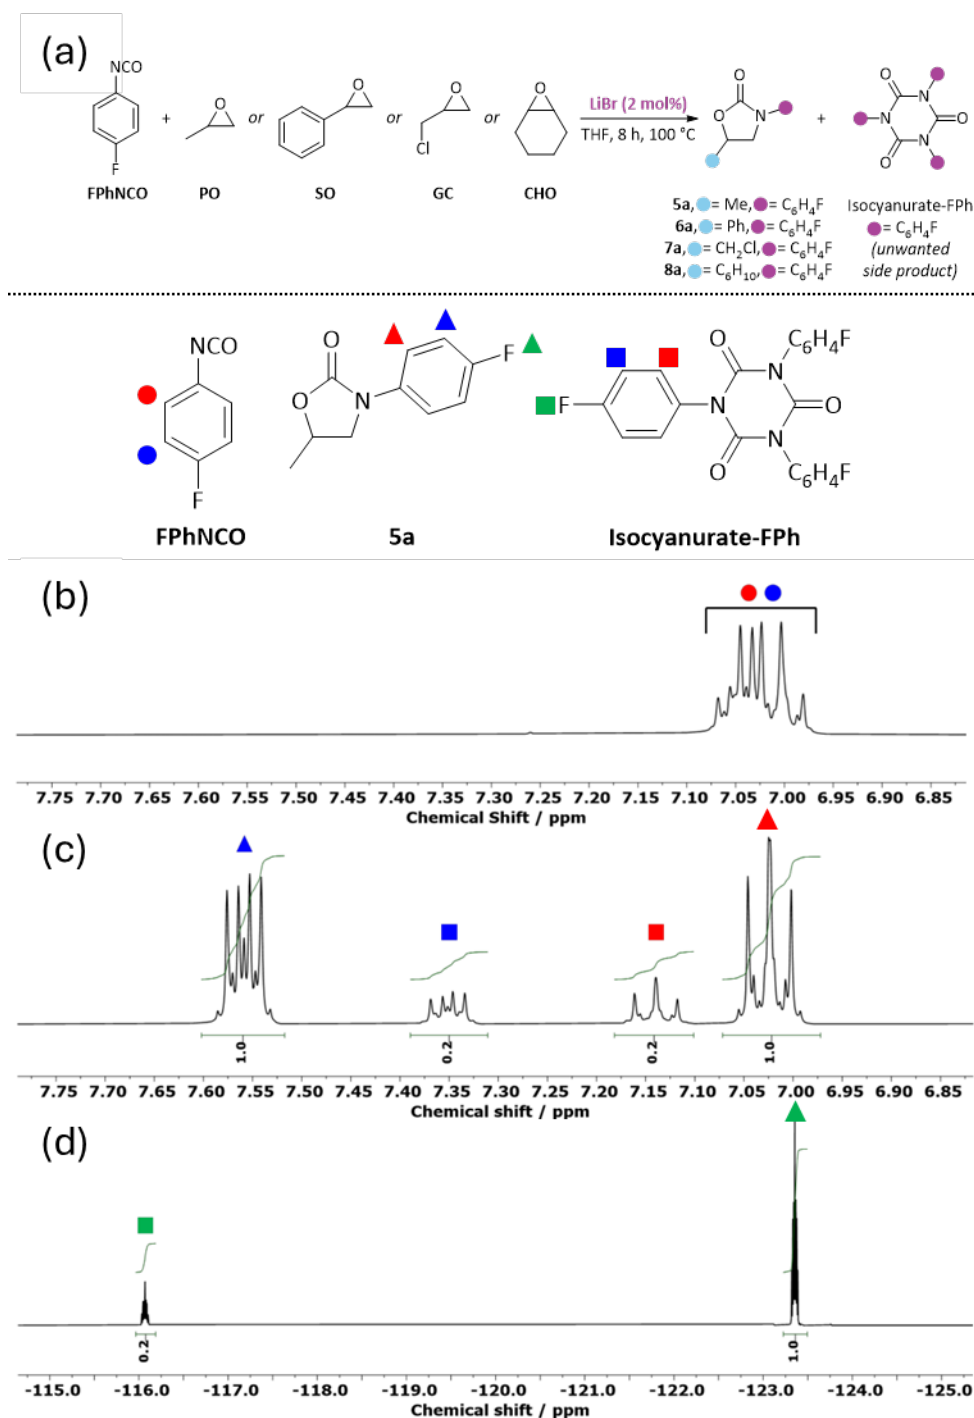 (a)
NCO
F
FPhNCO
+
O
PO
or
O
SO
or
O
Cl
GC
or
O
CHO
LiBr (2 mol%)
THF, 8 h, 100 °C
O
O
N
+
O
N
N
O
N
O
5a, = Me, = C6H4F
6a, = Ph, = C6H4F
7a, = CH2Cl, = C6H4F
8a, = C6H10, = C6H4F
Isocyanurate-FPh
= C6H4F
(unwanted
side product)
NCO
F
FPhNCO
O
O
N
F
5a
F
O
C6H4F
N
N
O
N
O
C6H4F
Isocyanurate-FPh
(b)
7.75 7.70 7.65 7.60 7.55 7.50 7.45 7.40 7.35 7.30 7.25 7.20 7.15 7.10 7.05 7.00 6.95 6.90 6.85
Chemical Shift / ppm
(c)
1.0
0.2
0.2
1.0
7.75 7.70 7.65 7.60 7.55 7.50 7.45 7.40 7.35 7.30 7.25 7.20 7.15 7.10 7.05 7.00 6.95 6.90 6.85
Chemical shift / ppm
(d)
0.2
1.0
-115.0 -116.0 -117.0 -118.0 -119.0 -120.0 -121.0 -122.0 -123.0 -124.0 -125.0
Chemical shift / ppm